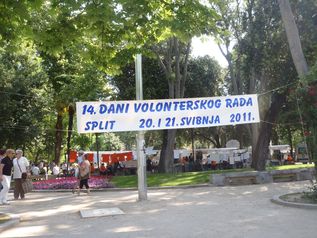 14. DANI VOLONTERSKOG RADA
SPLIT 20. I 21. SVIBNJA 2011.